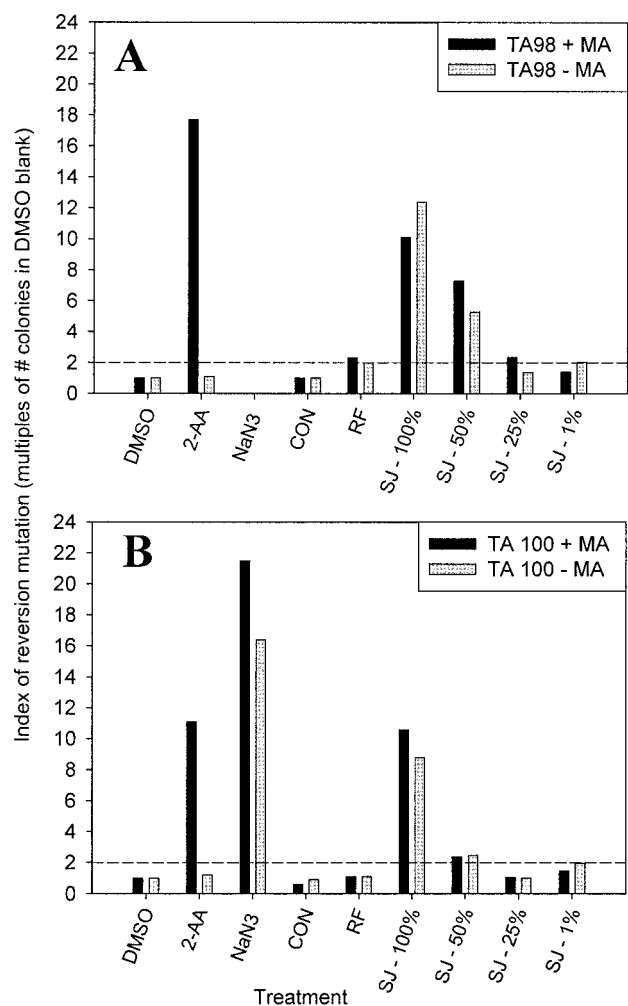 Index of reversion mutation (multiples of # colonies in DMSO blank)
A
TA98 + MA
TA98 - MA
24
22
20
18
16
14
12
10
8
6
4
2
0
DMSO
2-AA
NaN3
CON
RF
SJ - 100%
SJ - 50%
SJ - 25%
SJ - 1%
B
TA 100 + MA
TA 100 - MA
24
22
20
18
16
14
12
10
8
6
4
2
0
DMSO
2-AA
NaN3
CON
RF
SJ - 100%
SJ - 50%
SJ - 25%
SJ - 1%
Treatment